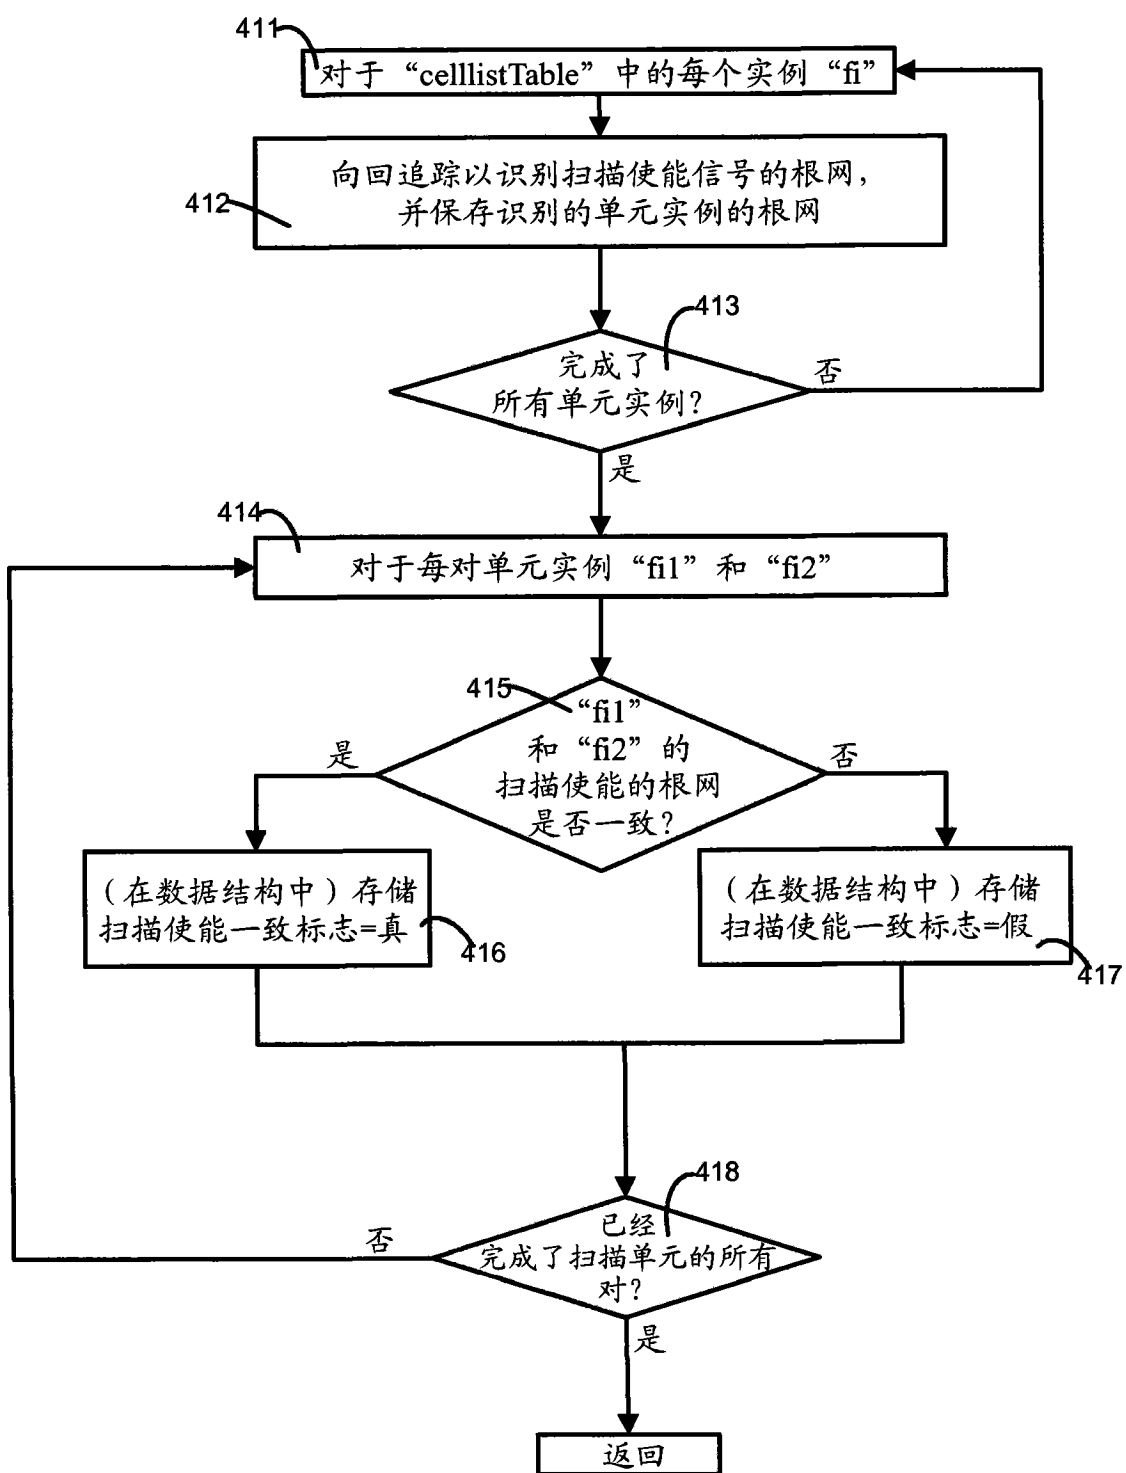 411
对于“celllistTable”中的每个实例“fi”
向回追踪以识别扫描使能信号的根网，
并保存识别的单元实例的根网
412
413
完成了
所有单元实例？
否
是
414
对于每对单元实例“fi1”和“fi2”
415
“fi1”
和“fi2”的
扫描使能的根网
是否一致？
是
否
（在数据结构中）存储
扫描使能一致标志=真
416
（在数据结构中）存储
扫描使能一致标志=假
417
418
已经
完成了扫描单元的所有
对？
否
是
返回